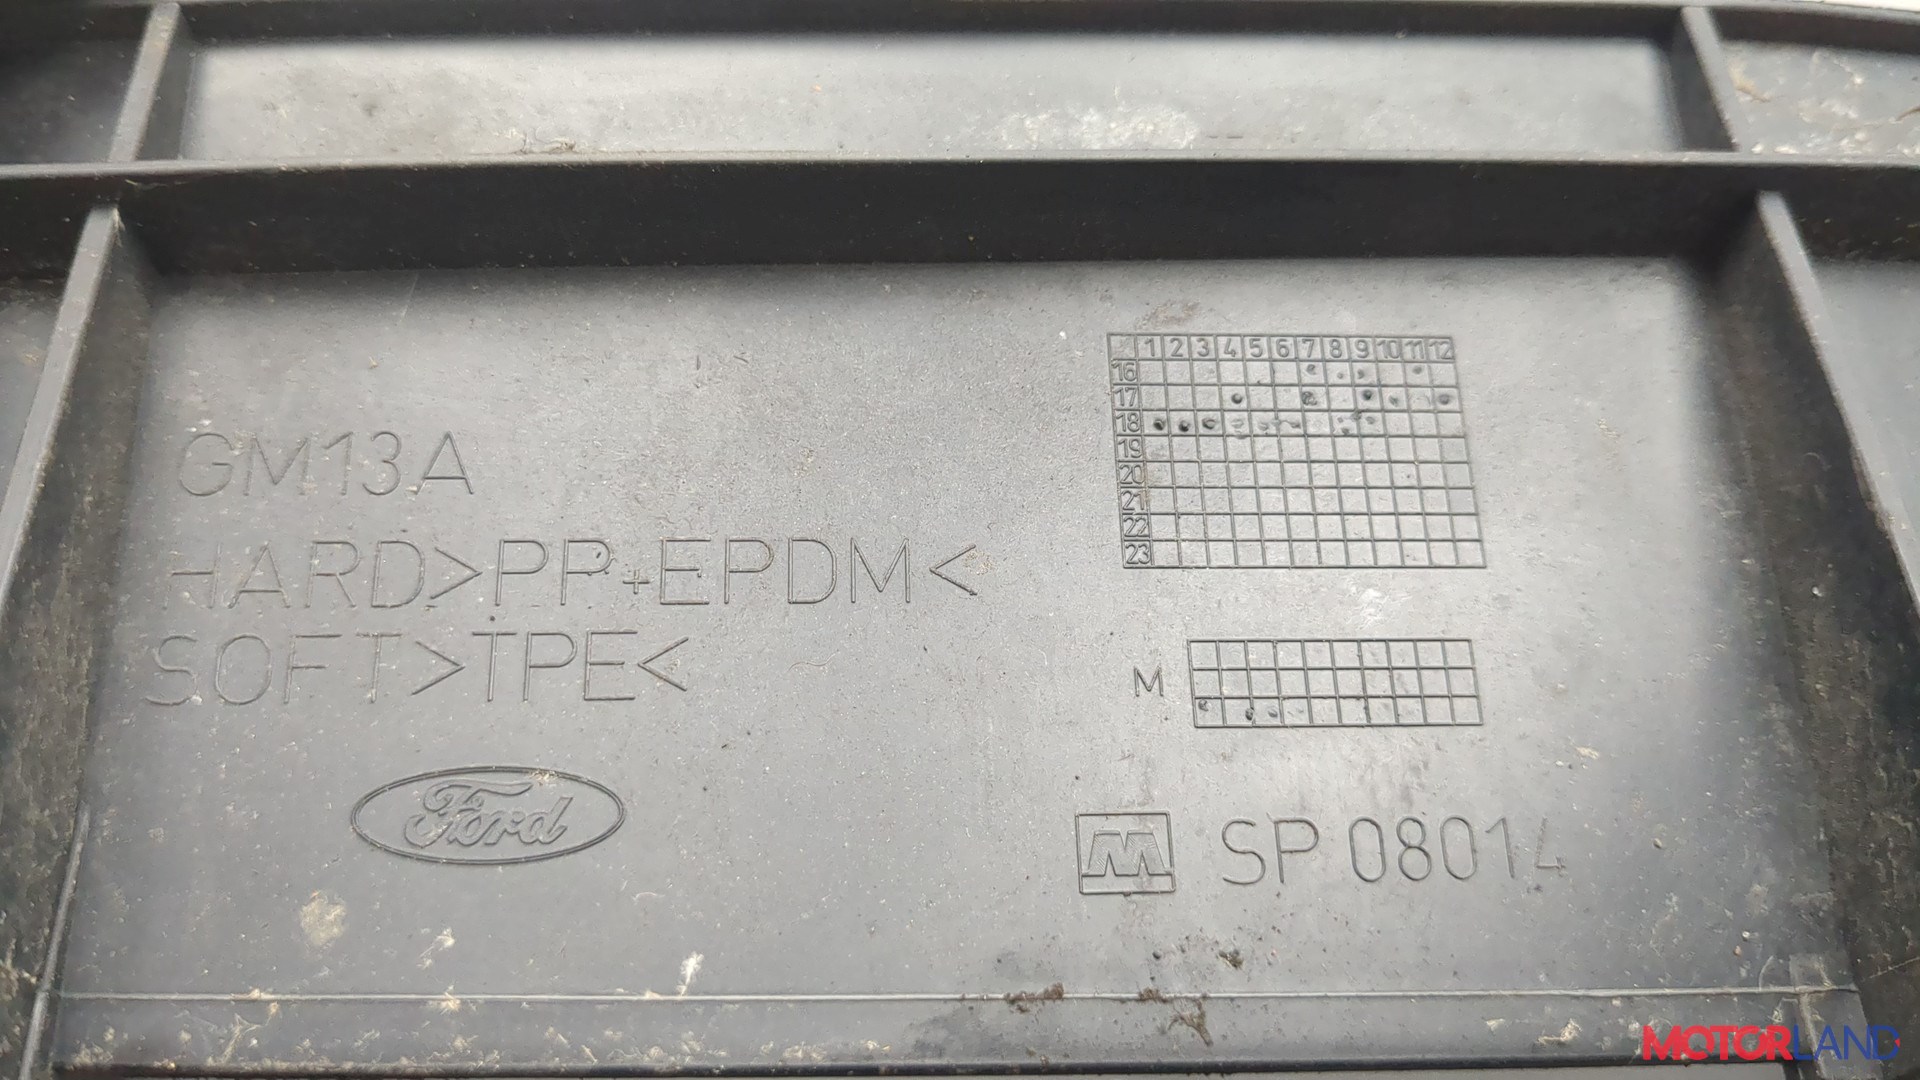 GM13A
HARD>PP+EPDM<
SOFT>TPE<
Ford
1 2 3 4 5 6 7 8 9 10 11 12
16
17
18
19
20
21
22
23
M
M SP 08014
MOTORLAND